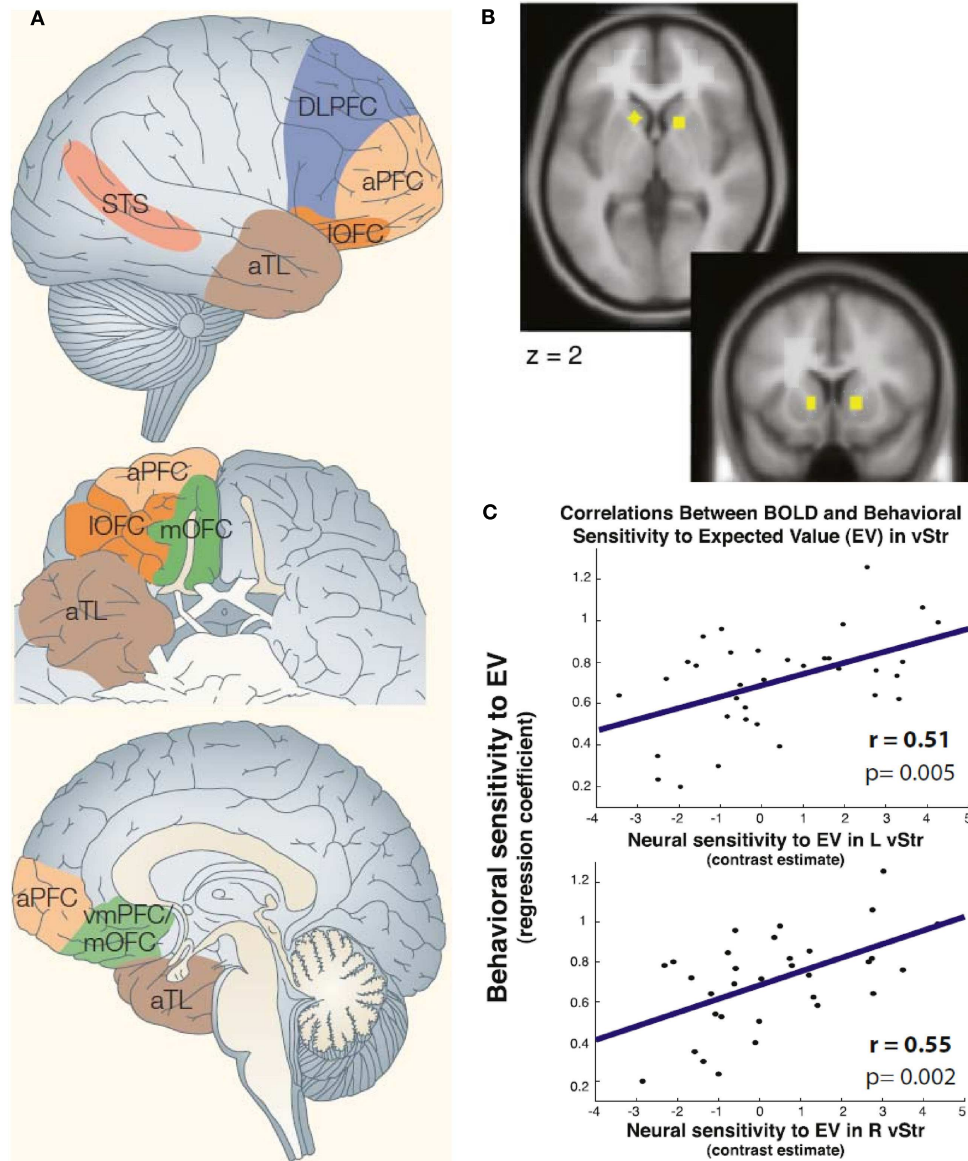 A
DLPFC
aPFC
STS
lOFC
aTL
aPFC
lOFC
mOFC
aTL
aPFC
vmPFC/
mOFC
aTL
B
z = 2
C
Correlations Between BOLD and Behavioral
Sensitivity to Expected Value (EV) in vStr
Behavioral sensitivity to EV
(regression coefficient)
1.2
1
0.8
0.6
0.4
0.2
r = 0.51
p= 0.005
-4 -3 -2 -1 0 1 2 3 4 5
Neural sensitivity to EV in L vStr
(contrast estimate)
1.2
1
0.8
0.6
0.4
0.2
r = 0.55
p= 0.002
-4 -3 -2 -1 0 1 2 3 4 5
Neural sensitivity to EV in R vStr
(contrast estimate)